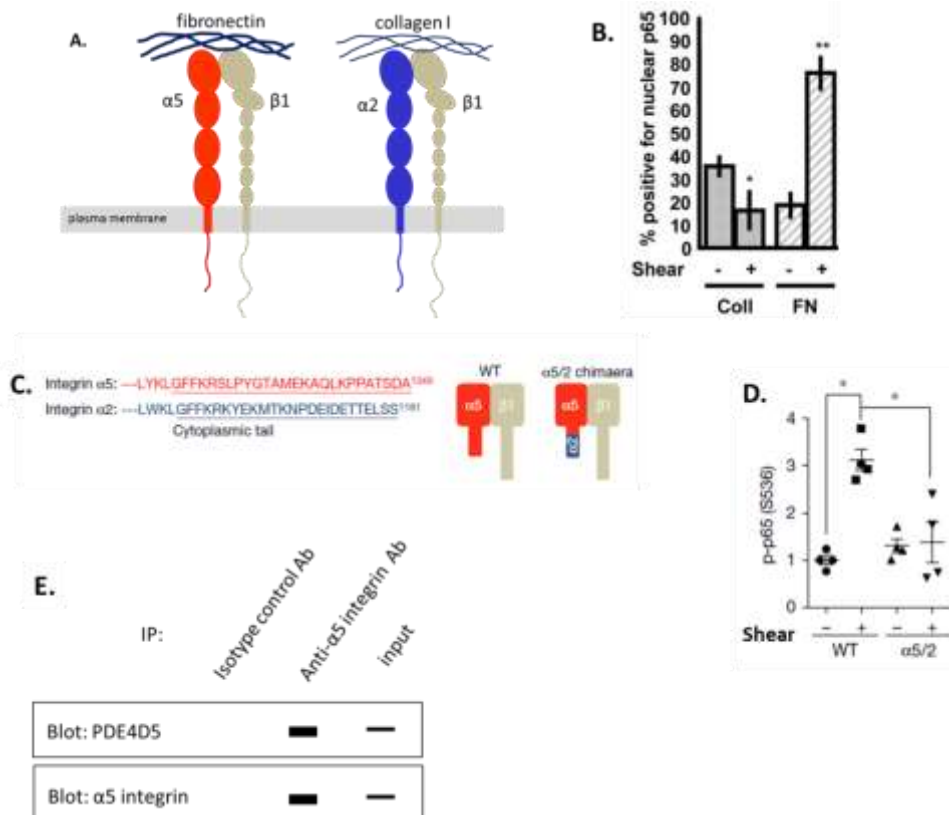 A.
fibronectin
collagen I
α5
β1
α2
β1
plasma membrane
B.
% positive for nuclear p65
100
90
80
70
60
50
40
30
20
10
0
*
**
Shear - + - +
Coll FN
C.
Integrin α5: ---LYKLGFFKRSLPYGTAMEKAQLKPPATSDA
Integrin α2: ---LWKLGFFKRKYEKMTKNPDEIDETTELSS
Cytoplasmic tail
WT
α5/2 chimaera
α5 β1
α5 β1
α2
D.
p-p65 (S536)
4
3
2
1
0
*
*
Shear − + − +
WT α5/2
E.
IP:
Isotype control Ab
Anti-α5 integrin Ab
input
Blot: PDE4D5
Blot: α5 integrin